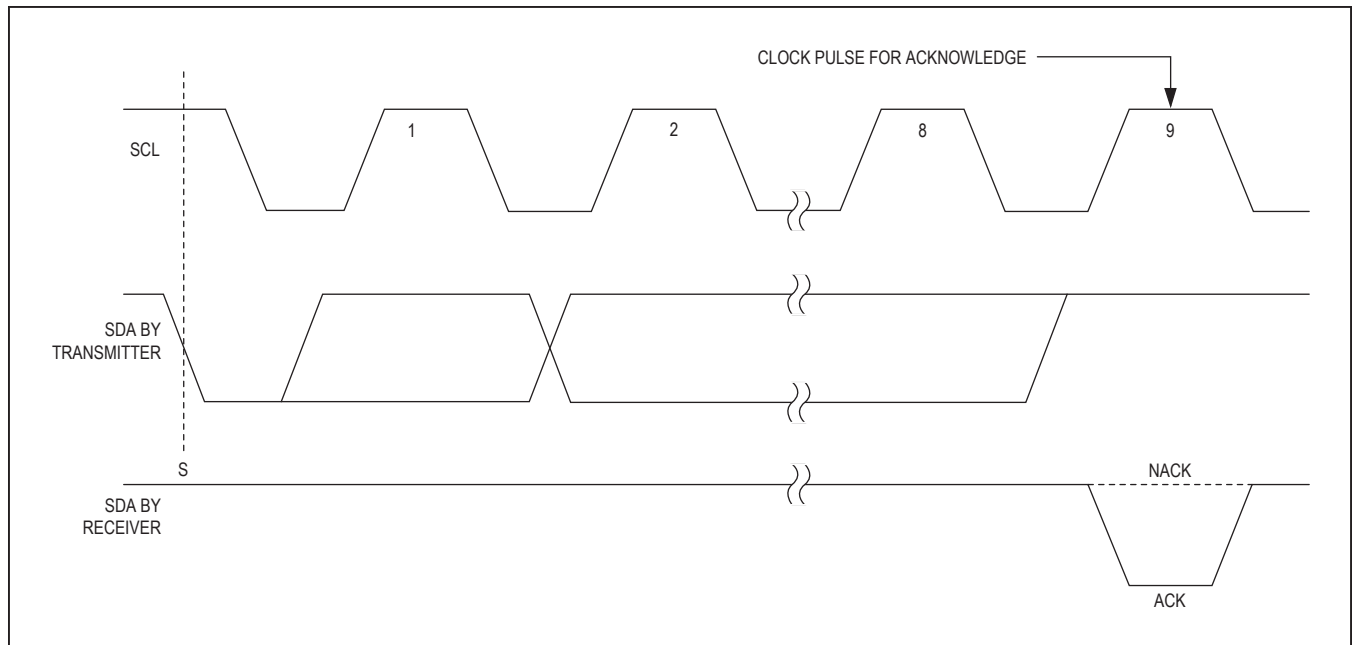 CLOCK PULSE FOR ACKNOWLEDGE
1
2
8
9
SCL
SDA BY
TRANSMITTER
S
NACK
SDA BY
RECEIVER
ACK